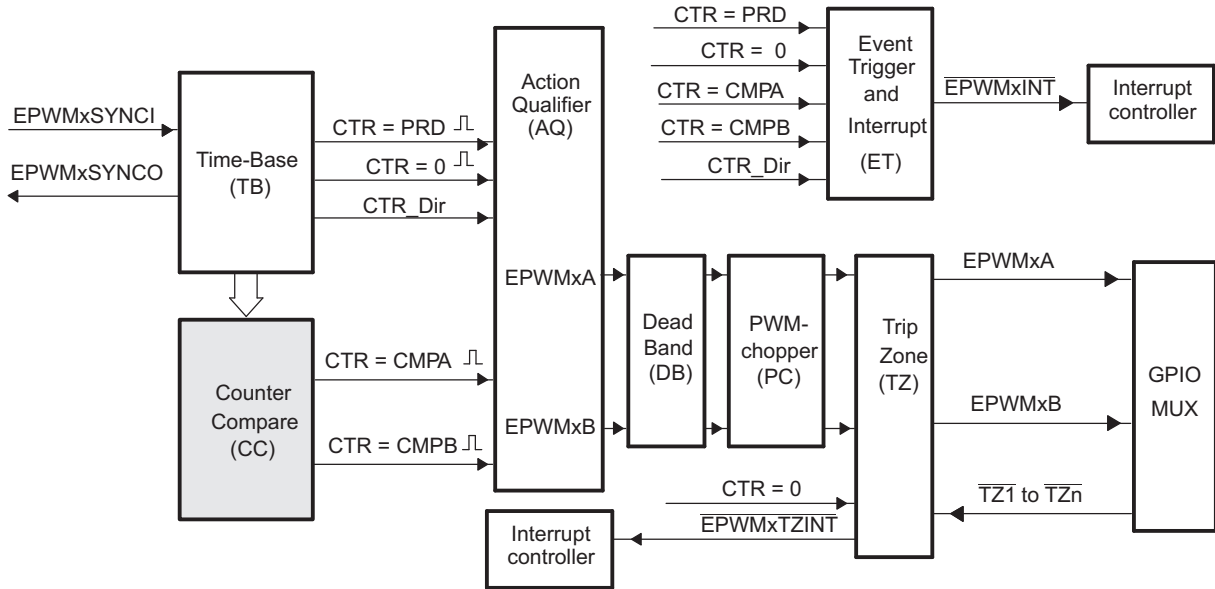 EPWMxSYNCI
EPWMxSYNCO
Time-Base
(TB)
CTR = PRD
CTR = 0
CTR_Dir
Counter
Compare
(CC)
CTR = CMPA
CTR = CMPB
Action
Qualifier
(AQ)
EPWMxA
EPWMxB
CTR = PRD
CTR = 0
CTR = CMPA
CTR = CMPB
CTR_Dir
Event
Trigger
and
Interrupt
(ET)
EPWMxINT
Interrupt
controller
Dead
Band
(DB)
PWM-
chopper
(PC)
Trip
Zone
(TZ)
EPWMxA
EPWMxB
TZ1 to TZn
GPIO
MUX
CTR = 0
EPWMxTZINT
Interrupt
controller